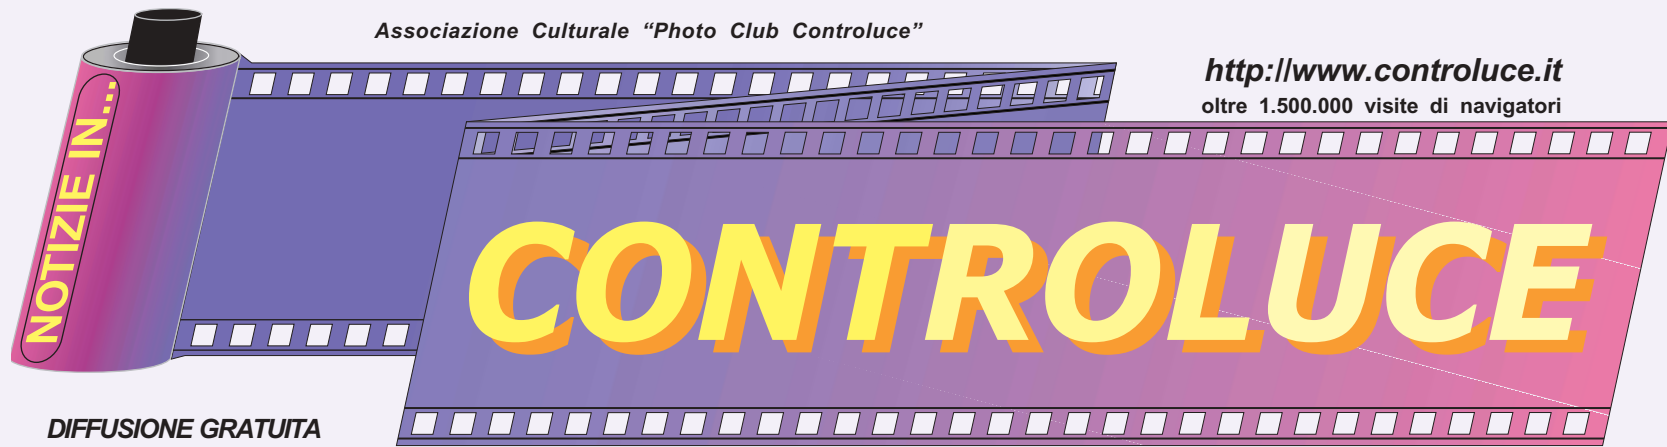 Associazione Culturale “Photo Club Controluce”
http://www.controluce.it
oltre 1.500.000 visite di navigatori
NOTIZIE IN...
CONTROLUCE
DIFFUSIONE GRATUITA